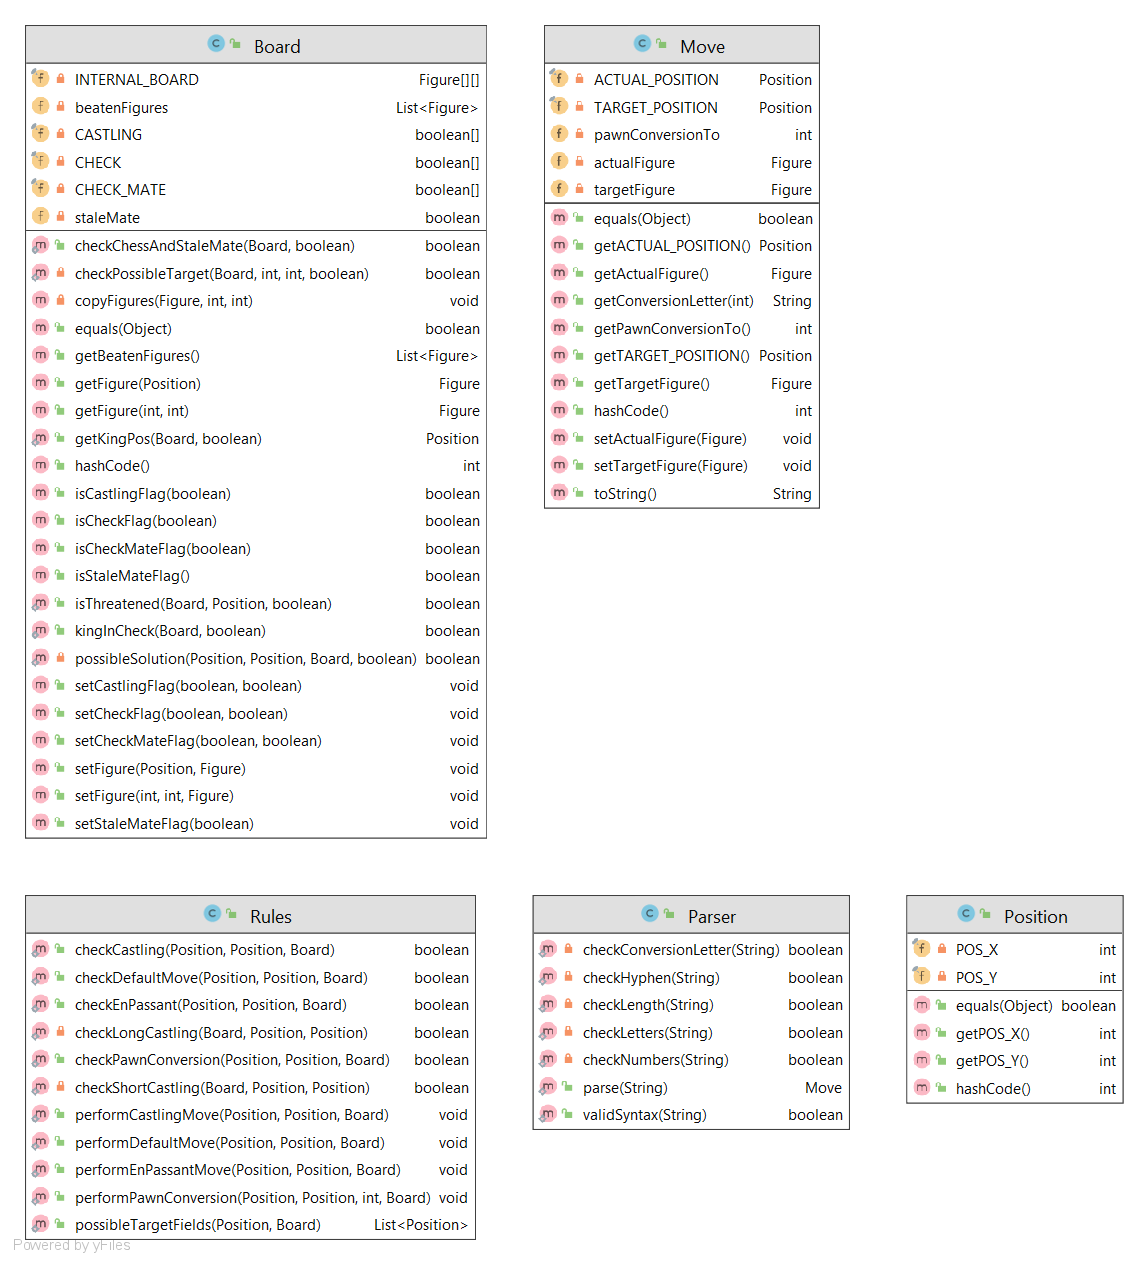 Board
INTERNAL_BOARD Figure[][]
beatenFigures List<Figure>
CASTLING boolean[]
CHECK boolean[]
CHECK_MATE boolean[]
staleMate boolean
checkChessAndStaleMate(Board, boolean) boolean
checkPossibleTarget(Board, int, int, boolean) boolean
copyFigures(Figure, int, int) void
equals(Object) boolean
getBeatenFigures() List<Figure>
getFigure(Position) Figure
getFigure(int, int) Figure
getKingPos(Board, boolean) Position
hashCode() int
isCastlingFlag(boolean) boolean
isCheckFlag(boolean) boolean
isCheckMateFlag(boolean) boolean
isStaleMateFlag() boolean
isThreatened(Board, Position, boolean) boolean
kingInCheck(Board, boolean) boolean
possibleSolution(Position, Position, Board, boolean) boolean
setCastlingFlag(boolean, boolean) void
setCheckFlag(boolean, boolean) void
setCheckMateFlag(boolean, boolean) void
setFigure(Position, Figure) void
setFigure(int, int, Figure) void
setStaleMateFlag(boolean) void
Move
ACTUAL_POSITION Position
TARGET_POSITION Position
pawnConversionTo int
actualFigure Figure
targetFigure Figure
equals(Object) boolean
getACTUAL_POSITION() Position
getActualFigure() Figure
getConversionLetter(int) String
getPawnConversionTo() int
getTARGET_POSITION() Position
getTargetFigure() Figure
hashCode() int
setActualFigure(Figure) void
setTargetFigure(Figure) void
toString() String
Rules
checkCastling(Position, Position, Board) boolean
checkDefaultMove(Position, Position, Board) boolean
checkEnPassant(Position, Position, Board) boolean
checkLongCastling(Board, Position, Position) boolean
checkPawnConversion(Position, Position, Board) boolean
checkShortCastling(Board, Position, Position) boolean
performCastlingMove(Position, Position, Board) void
performDefaultMove(Position, Position, Board) void
performEnPassantMove(Position, Position, Board) void
performPawnConversion(Position, Position, int, Board) void
possibleTargetFields(Position, Board) List<Position>
Parser
checkConversionLetter(String) boolean
checkHyphen(String) boolean
checkLength(String) boolean
checkLetters(String) boolean
checkNumbers(String) boolean
parse(String) Move
validSyntax(String) boolean
Position
POS_X int
POS_Y int
equals(Object) boolean
getPOS_X() int
getPOS_Y() int
hashCode() int
Powered by yFiles